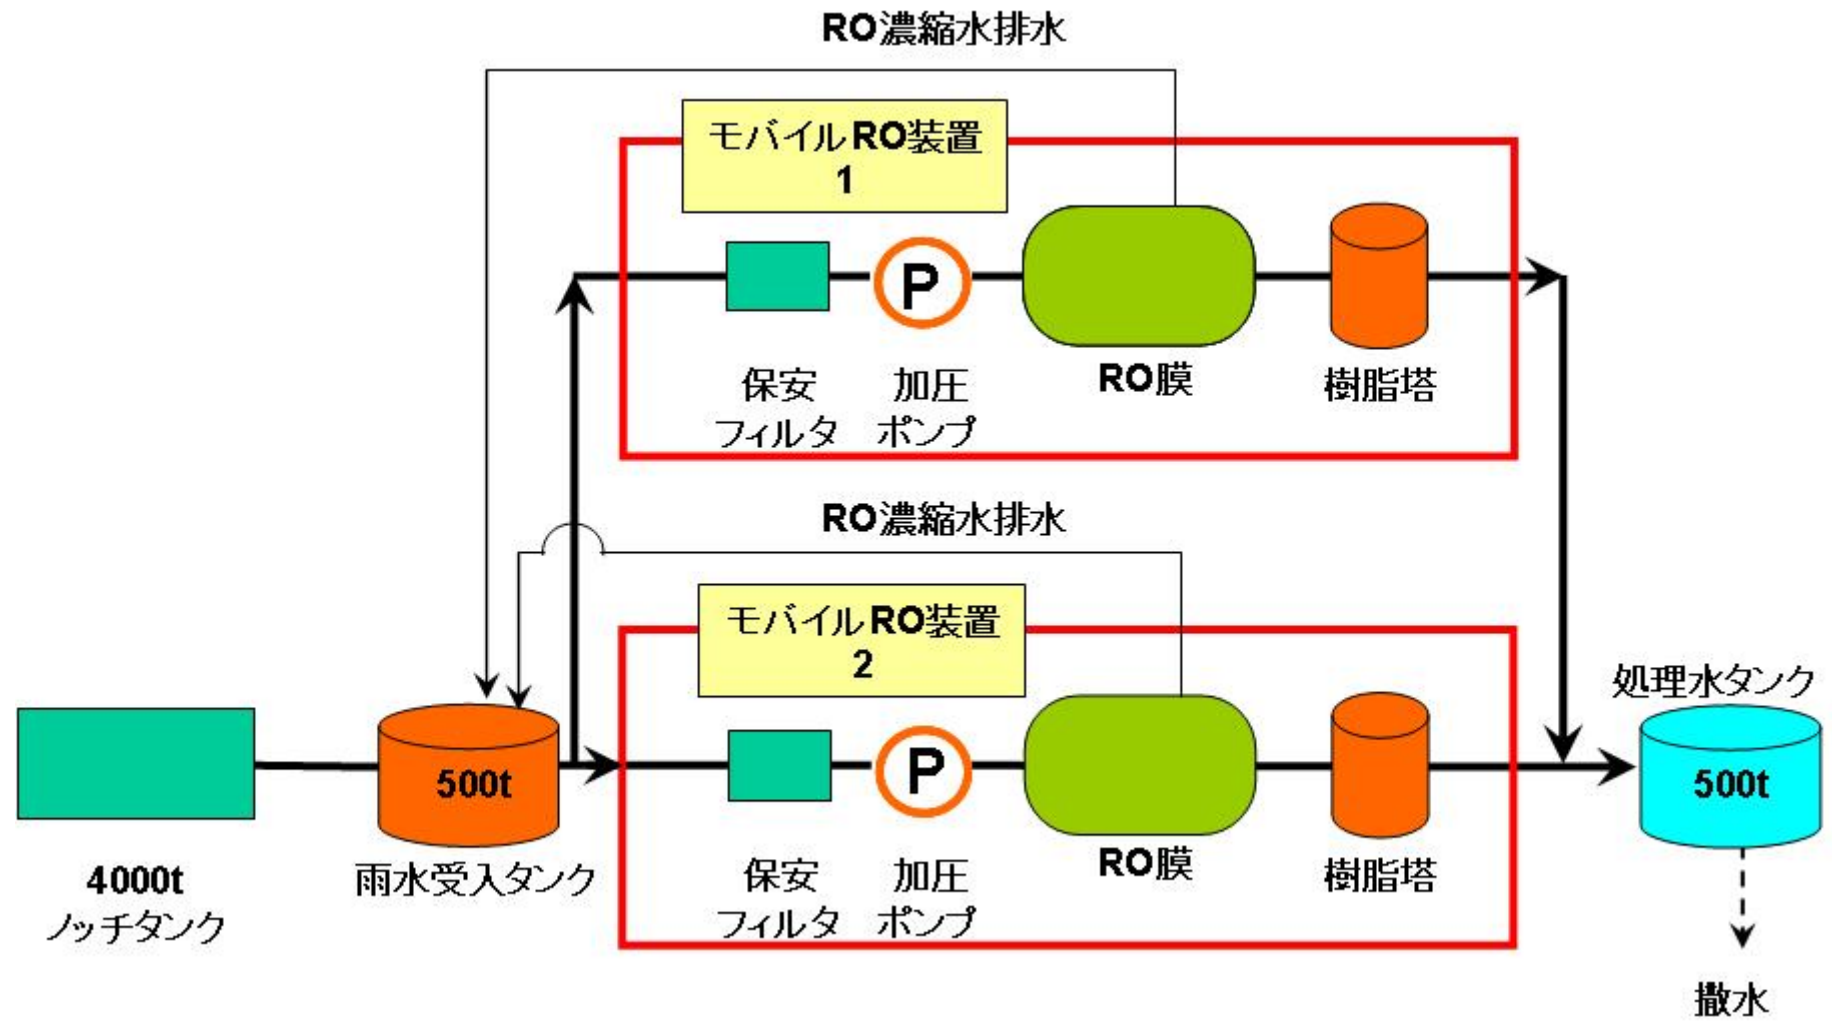 RO濃縮水排水
モバイルRO装置
1
P
保安
フィルタ
加圧
ポンプ
RO膜
樹脂塔
RO濃縮水排水
モバイルRO装置
2
P
保安
フィルタ
加圧
ポンプ
RO膜
樹脂塔
4000t
ノッチタンク
500t
雨水受入タンク
処理水タンク
500t
撒水